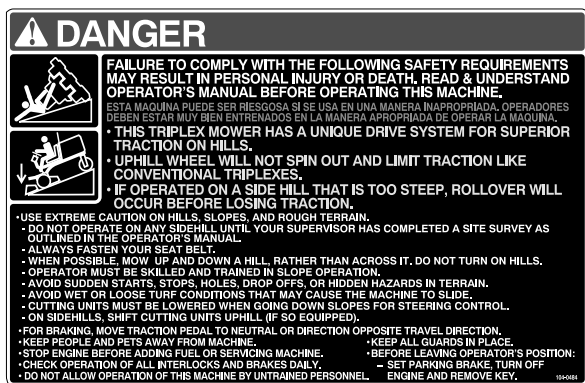 DANGER
FAILURE TO COMPLY WITH THE FOLLOWING SAFETY REQUIREMENTS
MAY RESULT IN PERSONAL INJURY OR DEATH. READ & UNDERSTAND
OPERATOR'S MANUAL BEFORE OPERATING THIS MACHINE.
ESTA MAQUINA PUEDE SER RIESGOSA SI SE USA EN UNA MANERA INAPROPRIADA. OPERADORES
DEBEN ESTAR MUY BIEN ENTRENADOS EN LA MANERA APROPRIADA DE OPERAR LA MAQUINA.
• THIS TRIPLEX MOWER HAS A UNIQUE DRIVE SYSTEM FOR SUPERIOR
TRACTION ON HILLS.
• UPHILL WHEEL WILL NOT SPIN OUT AND LIMIT TRACTION LIKE
CONVENTIONAL TRIPLEXES.
• IF OPERATED ON A SIDE HILL THAT IS TOO STEEP, ROLLOVER WILL
OCCUR BEFORE LOSING TRACTION.
•USE EXTREME CAUTION ON HILLS, SLOPES, AND ROUGH TERRAIN.
- DO NOT OPERATE ON ANY SIDEHILL UNTIL YOUR SUPERVISOR HAS COMPLETED A SITE SURVEY AS
OUTLINED IN THE OPERATOR'S MANUAL.
- ALWAYS FASTEN YOUR SEAT BELT.
- WHEN POSSIBLE, MOW UP AND DOWN A HILL, RATHER THAN ACROSS IT. DO NOT TURN ON HILLS.
- OPERATOR MUST BE SKILLED AND TRAINED IN SLOPE OPERATION.
- AVOID SUDDEN STARTS, STOPS, HOLES, DROP OFFS, OR HIDDEN HAZARDS IN TERRAIN.
- AVOID WET OR LOOSE TURF CONDITIONS THAT MAY CAUSE THE MACHINE TO SLIDE.
- CUTTING UNITS MUST BE LOWERED WHEN GOING DOWN SLOPES FOR STEERING CONTROL.
- ON SIDEHILLS, SHIFT CUTTING UNITS UPHILL (IF SO EQUIPPED).
•FOR BRAKING, MOVE TRACTION PEDAL TO NEUTRAL OR DIRECTION OPPOSITE TRAVEL DIRECTION.
•KEEP PEOPLE AND PETS AWAY FROM MACHINE.
•STOP ENGINE BEFORE ADDING FUEL OR SERVICING MACHINE.
•CHECK OPERATION OF ALL INTERLOCKS AND BRAKES DAILY.
• DO NOT ALLOW OPERATION OF THIS MACHINE BY UNTRAINED PERSONNEL.
•KEEP ALL GUARDS IN PLACE.
•BEFORE LEAVING OPERATOR'S POSITION:
– SET PARKING BRAKE, TURN OFF
ENGINE AND REMOVE KEY.
104-0484